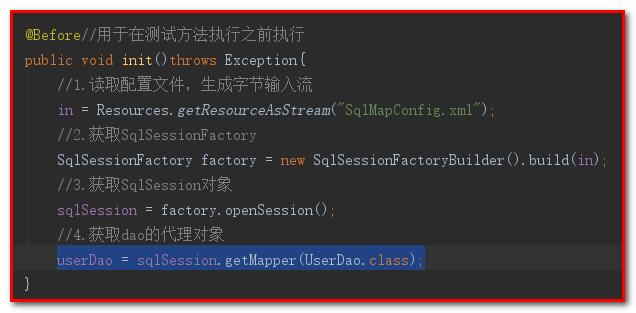 @Before//用于在测试方法执行之前执行
public void init()throws Exception{
//1.读取配置文件，生成字节输入流
in = Resources.getResourceAsStream("SqlMapConfig.xml");
//2.获取SqlSessionFactory
SqlSessionFactory factory = new SqlSessionFactoryBuilder().build(in);
//3.获取SqlSession对象
sqlSession = factory.openSession();
//4.获取dao的代理对象
userDao = sqlSession.getMapper(UserDao.class);
}